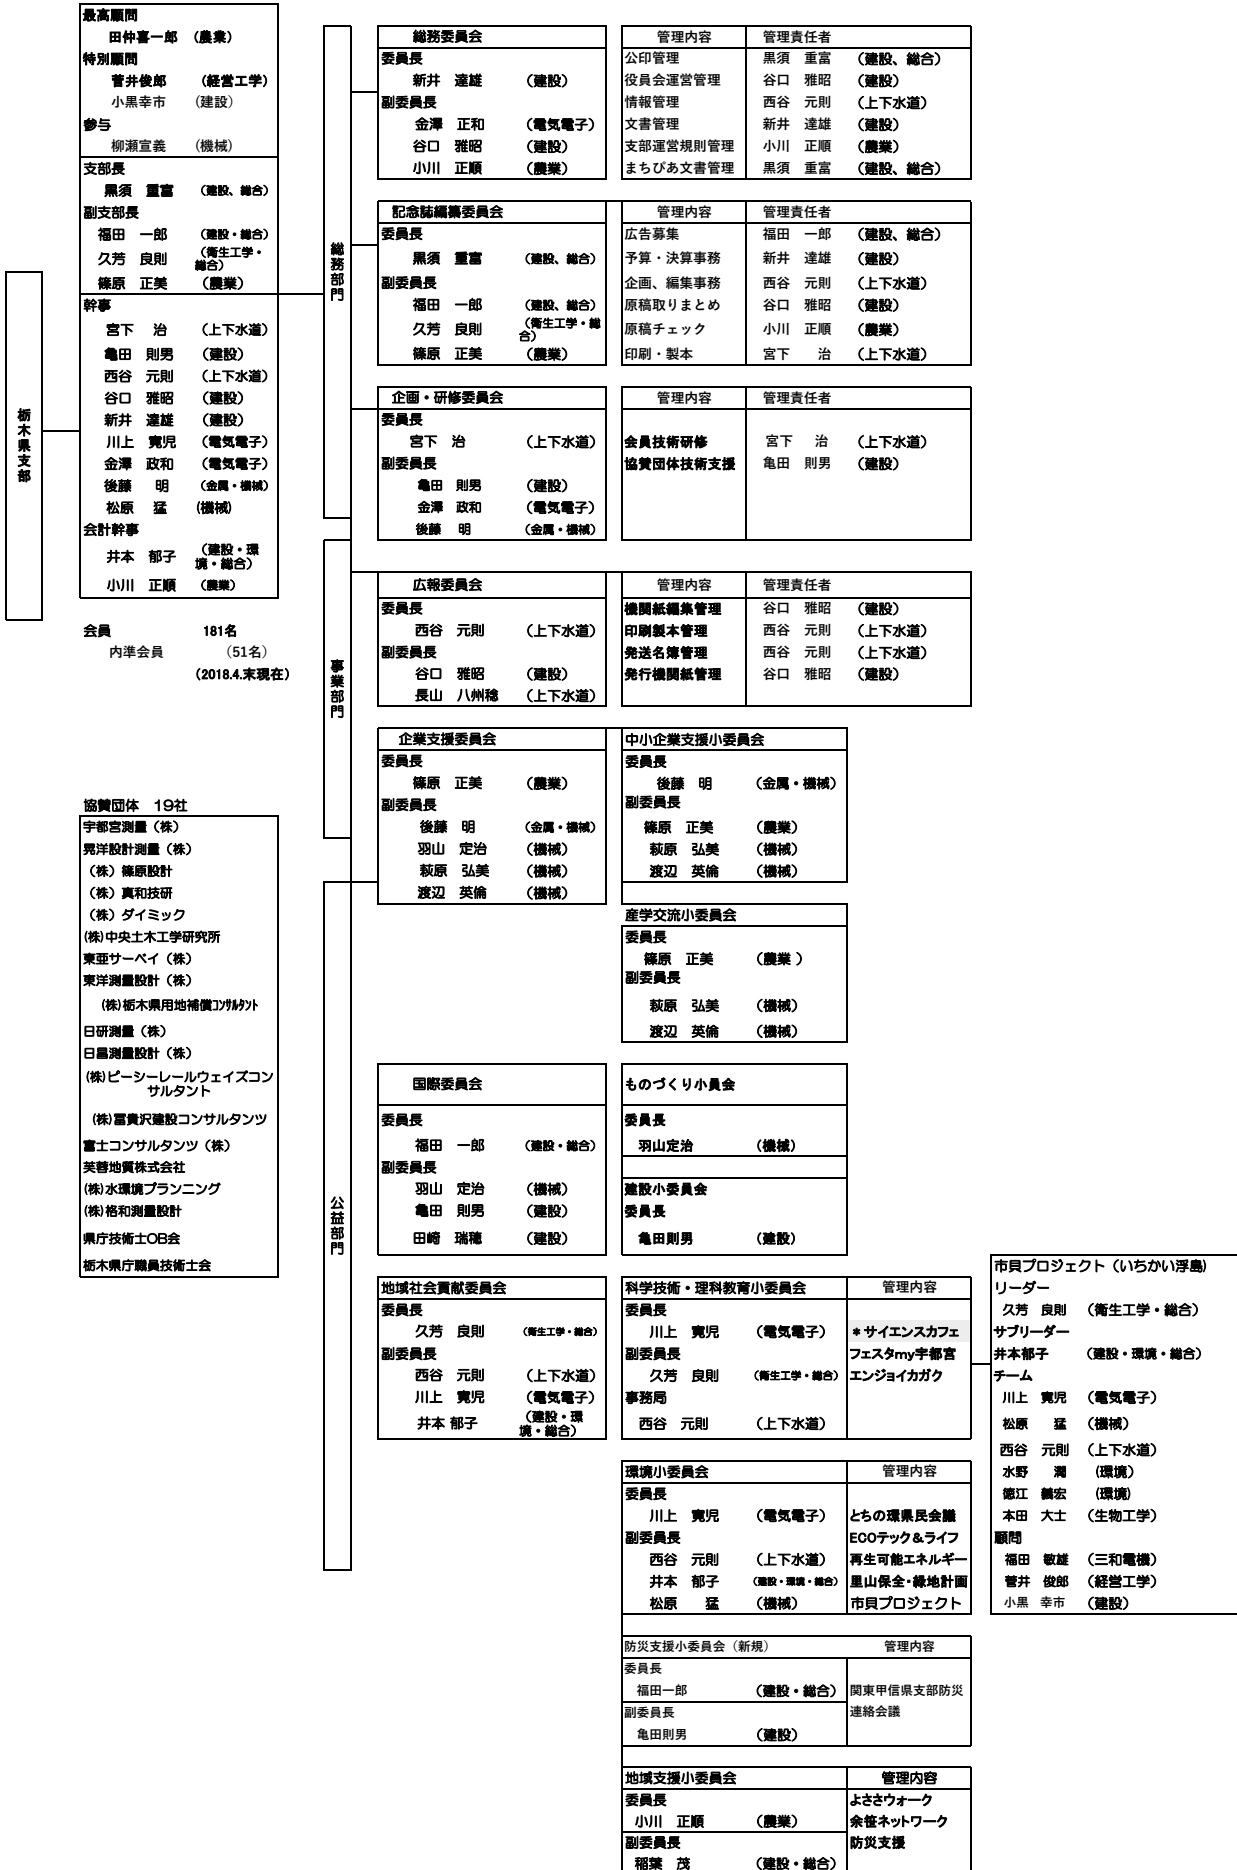 栃木県支部
最高顧問
田仲喜一郎 （農業）
特別顧問
菅井俊郎 （経営工学）
小黒幸市 （建設）
参与
柳瀬宣義 （機械）
支部長
黒須 重富 （建設、総合）
副支部長
福田 一郎 （建設・総合）
久芳 良則 （衛生工学・総合）
篠原 正美 （農業）
幹事
宮下 治 （上下水道）
亀田 則男 （建設）
西谷 元則 （上下水道）
谷口 雅昭 （建設）
新井 達雄 （建設）
川上 寛児 （電気電子）
金澤 政和 （電気電子）
後藤 明 （金属・機械）
松原 猛 (機械)
会計幹事
井本 郁子 （建設・環境・総合）
小川 正順 （農業）
会員 181名
内準会員 （51名）
（2018.4.末現在）
協賛団体 19社
宇都宮測量（株）
晃洋設計測量（株）
（株）篠原設計
（株）真和技研
（株）ダイミック
(株)中央土木工学研究所
東亜サーベイ（株）
東洋測量設計（株）
(株)栃木県用地補償コンサルタント
日研測量（株）
日昌測量設計（株）
(株)ピーシーレールウェイズコンサルタント
(株)冨貴沢建設コンサルタンツ
富士コンサルタンツ（株）
芙蓉地質株式会社
(株)水環境プランニング
(株)格和測量設計
県庁技術士OB会
栃木県庁職員技術士会
総務部門
事業部門
公益部門
総務委員会
委員長
新井 達雄 （建設）
副委員長
金澤 正和 （電気電子）
谷口 雅昭 （建設）
小川 正順 （農業）
管理内容 管理責任者
公印管理 黒須 重富 （建設、総合）
役員会運営管理 谷口 雅昭 （建設）
情報管理 西谷 元則 （上下水道）
文書管理 新井 達雄 （建設）
支部運営規則管理 小川 正順 （農業）
まちぴあ文書管理 黒須 重富 （建設、総合）
記念誌編纂委員会
委員長
黒須 重富 （建設、総合）
副委員長
福田 一郎 （建設、総合）
久芳 良則 （衛生工学・総合）
篠原 正美 （農業）
管理内容 管理責任者
広告募集 福田 一郎 （建設、総合）
予算・決算事務 新井 達雄 （建設）
企画、編集事務 西谷 元則 （上下水道）
原稿取りまとめ 谷口 雅昭 （建設）
原稿チェック 小川 正順 （農業）
印刷・製本 宮下 治 （上下水道）
企画・研修委員会
委員長
宮下 治 （上下水道）
副委員長
亀田 則男 （建設）
金澤 政和 （電気電子）
後藤 明 （金属・機械）
管理内容 管理責任者
会員技術研修 宮下 治 （上下水道）
協賛団体技術支援 亀田 則男 （建設）
広報委員会
委員長
西谷 元則 （上下水道）
副委員長
谷口 雅昭 （建設）
長山 八州稔 （上下水道）
管理内容 管理責任者
機関紙編集管理 谷口 雅昭 （建設）
印刷製本管理 西谷 元則 （上下水道）
発送名簿管理 西谷 元則 （上下水道）
発行機関紙管理 谷口 雅昭 （建設）
企業支援委員会
委員長
篠原 正美 （農業）
副委員長
後藤 明 （金属・機械）
羽山 定治 （機械）
萩原 弘美 （機械）
渡辺 英倫 （機械）
中小企業支援小委員会
委員長
後藤 明 （金属・機械）
副委員長
篠原 正美 （農業）
萩原 弘美 （機械）
渡辺 英倫 （機械）
産学交流小委員会
委員長
篠原 正美 （農業 ）
副委員長
萩原 弘美 （機械）
渡辺 英倫 （機械）
国際委員会
委員長
福田 一郎 （建設・総合）
副委員長
羽山 定治 （機械）
亀田 則男 （建設）
田崎 瑞穂 （建設）
ものづくり小員会
委員長
羽山定治 （機械）
建設小委員会
委員長
亀田則男 （建設）
地域社会貢献委員会
委員長
久芳 良則 （衛生工学・総合）
副委員長
西谷 元則 （上下水道）
川上 寛児 （電気電子）
井本 郁子 （建設・環境・総合）
科学技術・理科教育小委員会 管理内容
委員長
川上 寛児 （電気電子） ＊サイエンスカフェ
副委員長 フェスタmy宇都宮
久芳 良則 （衛生工学・総合） エンジョイカガク
事務局
西谷 元則 （上下水道）
市貝プロジェクト（いちかい浮島)
リーダー
久芳 良則 （衛生工学・総合）
サブリーダー
井本郁子 （建設・環境・総合）
チーム
川上 寛児 （電気電子）
松原 猛 （機械）
西谷 元則 （上下水道）
水野 潤 （環境）
徳江 義宏 （環境)
本田 大士 （生物工学）
顧問
福田 敏雄 （三和電機）
菅井 俊郎 （経営工学）
小黒 幸市 （建設）
環境小委員会 管理内容
委員長
川上 寛児 （電気電子） とちの環県民会議
副委員長 ECOテック＆ライフ
西谷 元則 （上下水道） 再生可能エネルギー
井本 郁子 （建設・環境・総合） 里山保全・緑地計画
松原 猛 （機械） 市貝プロジェクト
防災支援小委員会（新規） 管理内容
委員長
福田一郎 （建設・総合） 関東甲信県支部防災
副委員長 連絡会議
亀田則男 （建設）
地域支援小委員会 管理内容
委員長 よささウォーク
小川 正順 （農業） 余笹ネットワーク
副委員長 防災支援
稲葉 茂 （建設・総合）